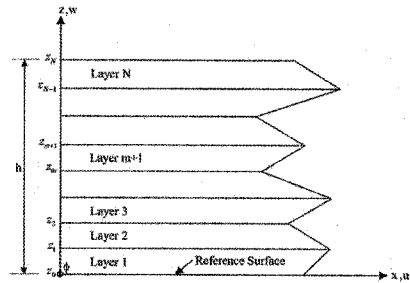 z,w
z_N
Layer N
z_N-1
z_m+1
Layer m+1
h
z_m
Layer 3
z_2
Layer 2
z_1
Layer 1
Reference Surface
z_0
ϕ
x,u